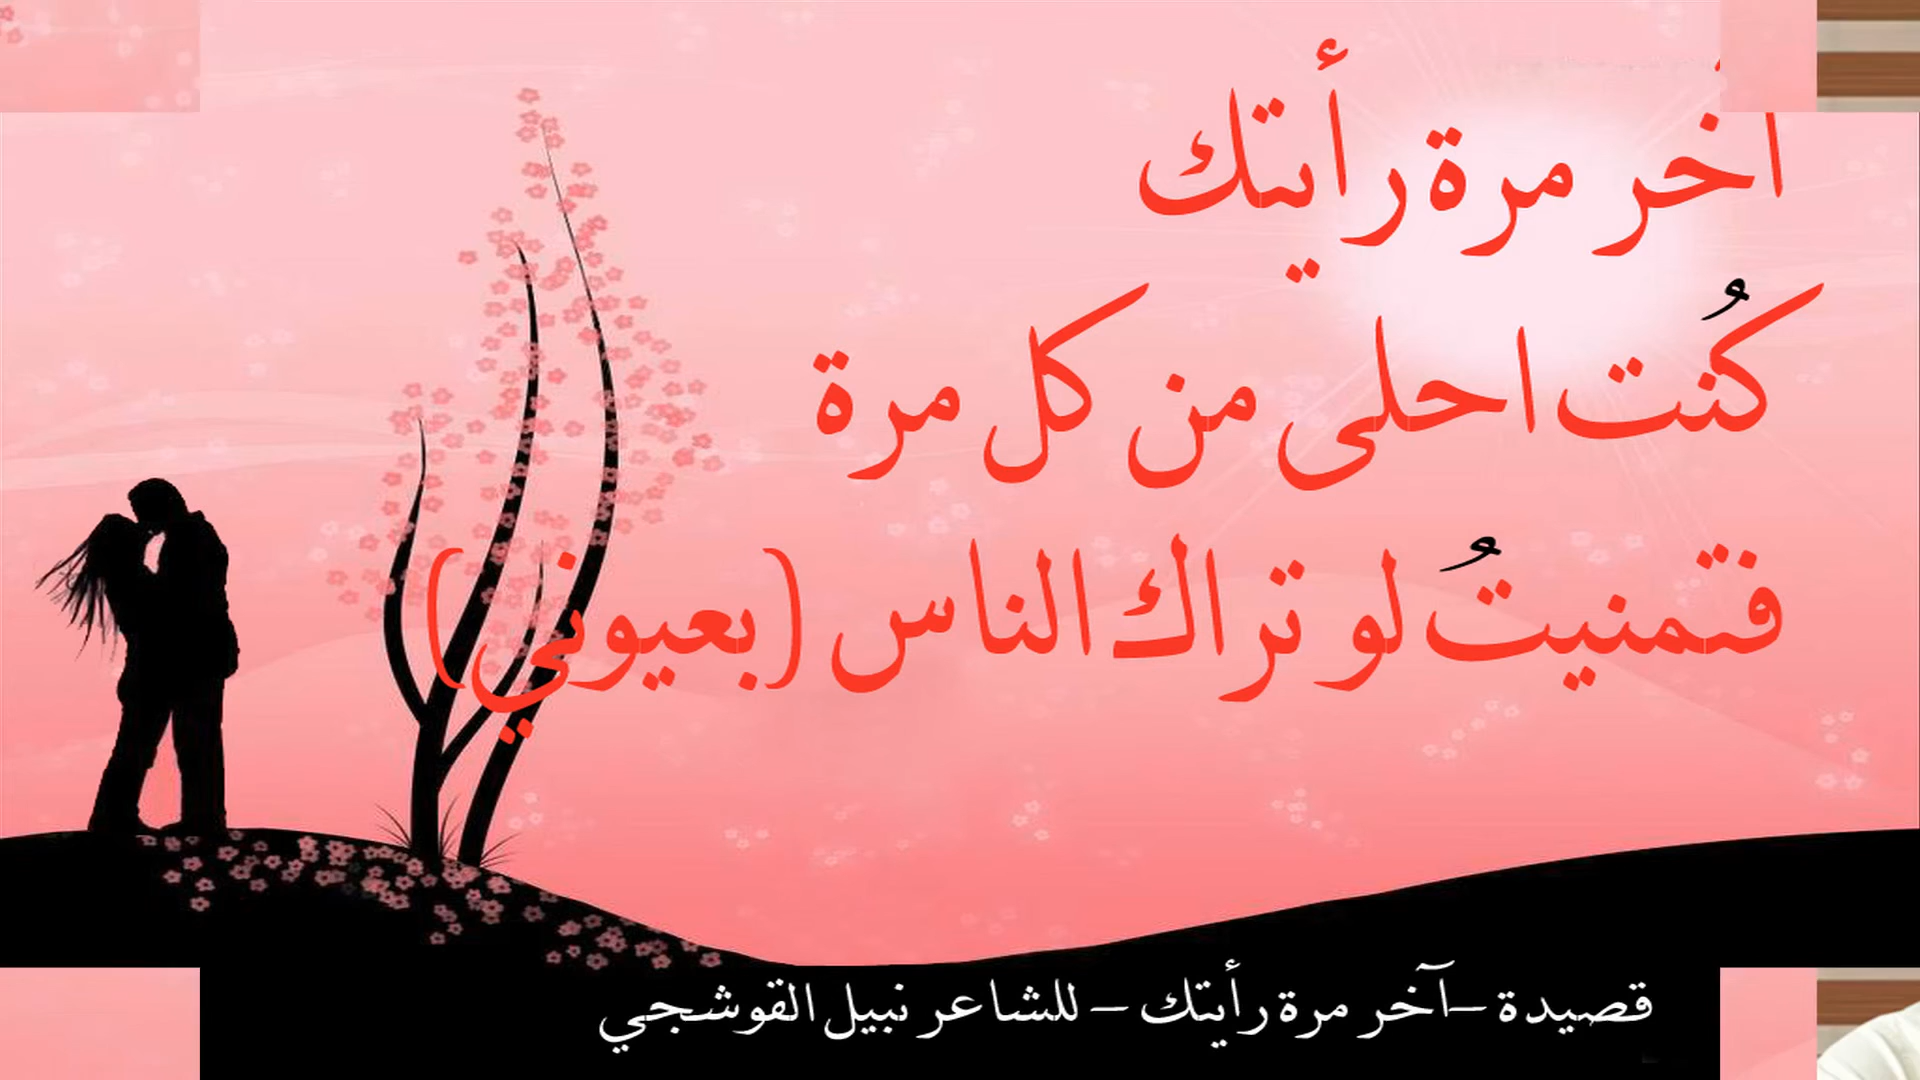 آخر مرة رأيتك
كُنت احلى من كل مرة
فتمنيتُ لو تراك الناس (بعيوني)
قصيدة –آخر مرة رأيتك – للشاعر نبيل القوشجي